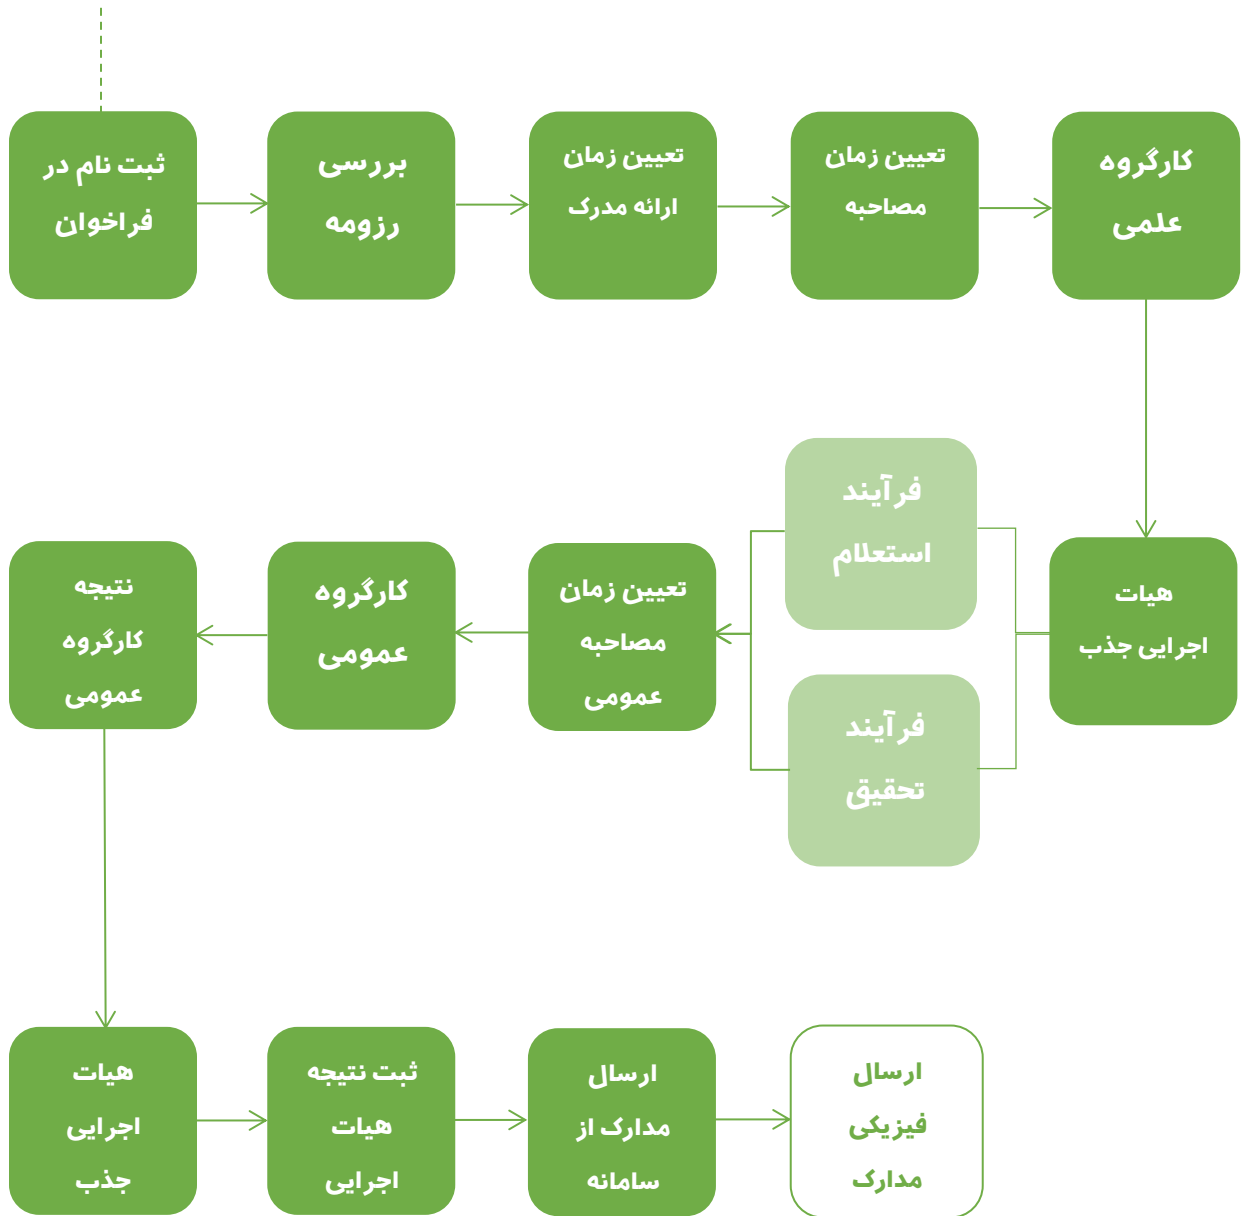 ثبت نام در
فراخوان
بررسی
رزومه
تعیین زمان
ارائه مدرک
تعیین زمان
مصاحبه
کارگروه
علمی
هیات
اجرایی جذب
فرآیند
استعلام
فرآیند
تحقیق
تعیین زمان
مصاحبه
عمومی
کارگروه
عمومی
نتیجه
کارگروه
عمومی
هیات
اجرایی
جذب
ثبت نتیجه
هیات
اجرایی
ارسال
مدارک از
سامانه
ارسال
فیزیکی
مدارک